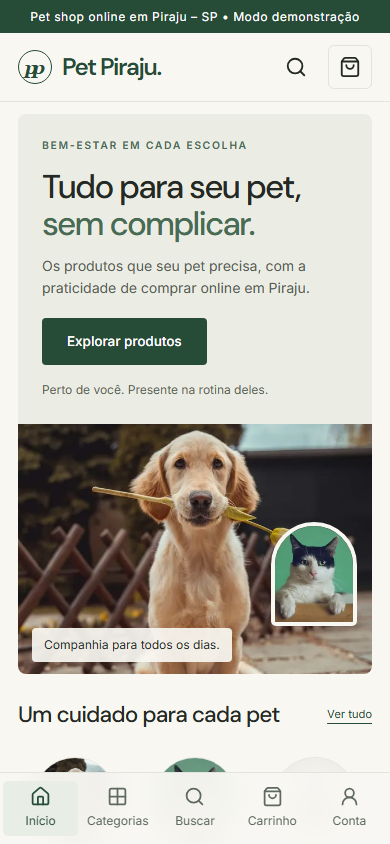 Pet shop online em Piraju – SP • Modo demonstração
pp Pet Piraju.
BEM-ESTAR EM CADA ESCOLHA
Tudo para seu pet,
sem complicar.
Os produtos que seu pet precisa, com a
praticidade de comprar online em Piraju.
Explorar produtos
Perto de você. Presente na rotina deles.
Companhia para todos os dias.
Um cuidado para cada pet Ver tudo
Início Categorias Buscar Carrinho Conta